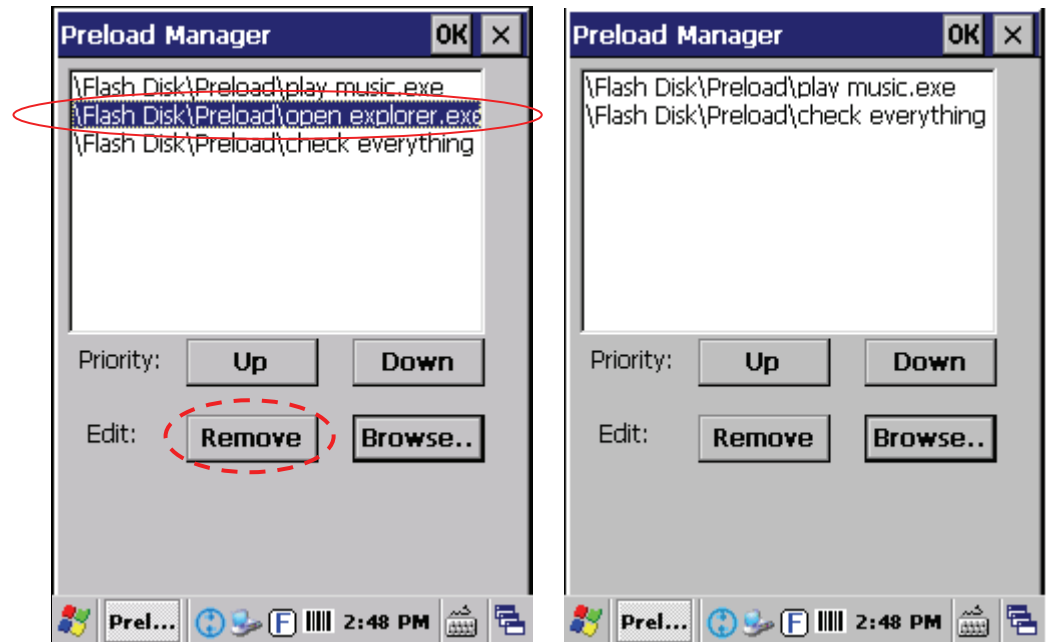 Preload Manager OK
\Flash Disk\Preload\play music.exe
\Flash Disk\Preload\open explorer.exe
\Flash Disk\Preload\check everything
Priority: Up Down
Edit: Remove Browse..
Prel... F 2:48 PM
Preload Manager OK
\Flash Disk\Preload\play music.exe
\Flash Disk\Preload\check everything
Priority: Up Down
Edit: Remove Browse..
Prel... F 2:48 PM